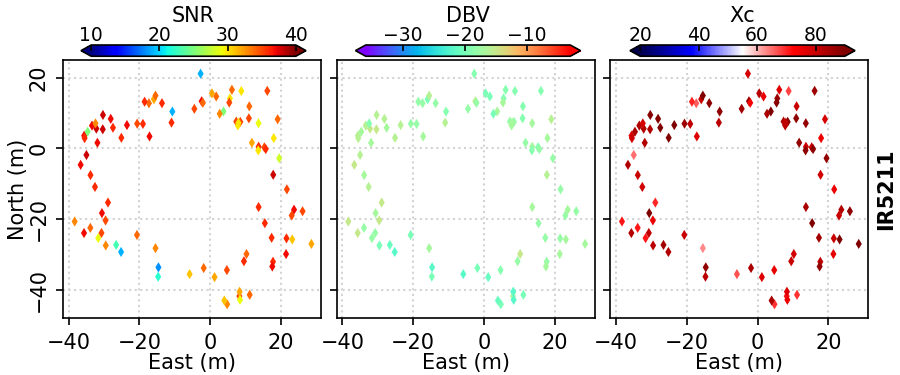 SNR DBV Xc
10 20 30 40 −30 −20 −10 20 40 60 80
20
0
−20
−40
North (m)
−40 −20 0 20 −40 −20 0 20 −40 −20 0 20
East (m) East (m) East (m)
IR5211